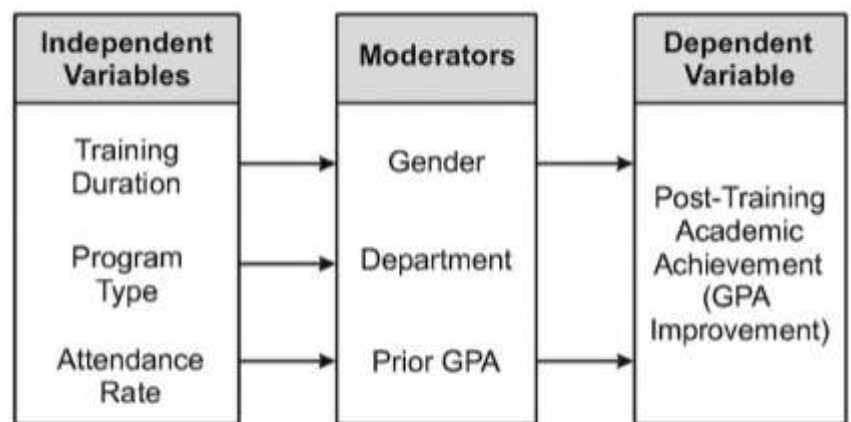 Independent
Variables
Training
Duration
Program
Type
Attendance
Rate
Moderators
Gender
Department
Prior GPA
Dependent
Variable
Post-Training
Academic
Achievement
(GPA
Improvement)